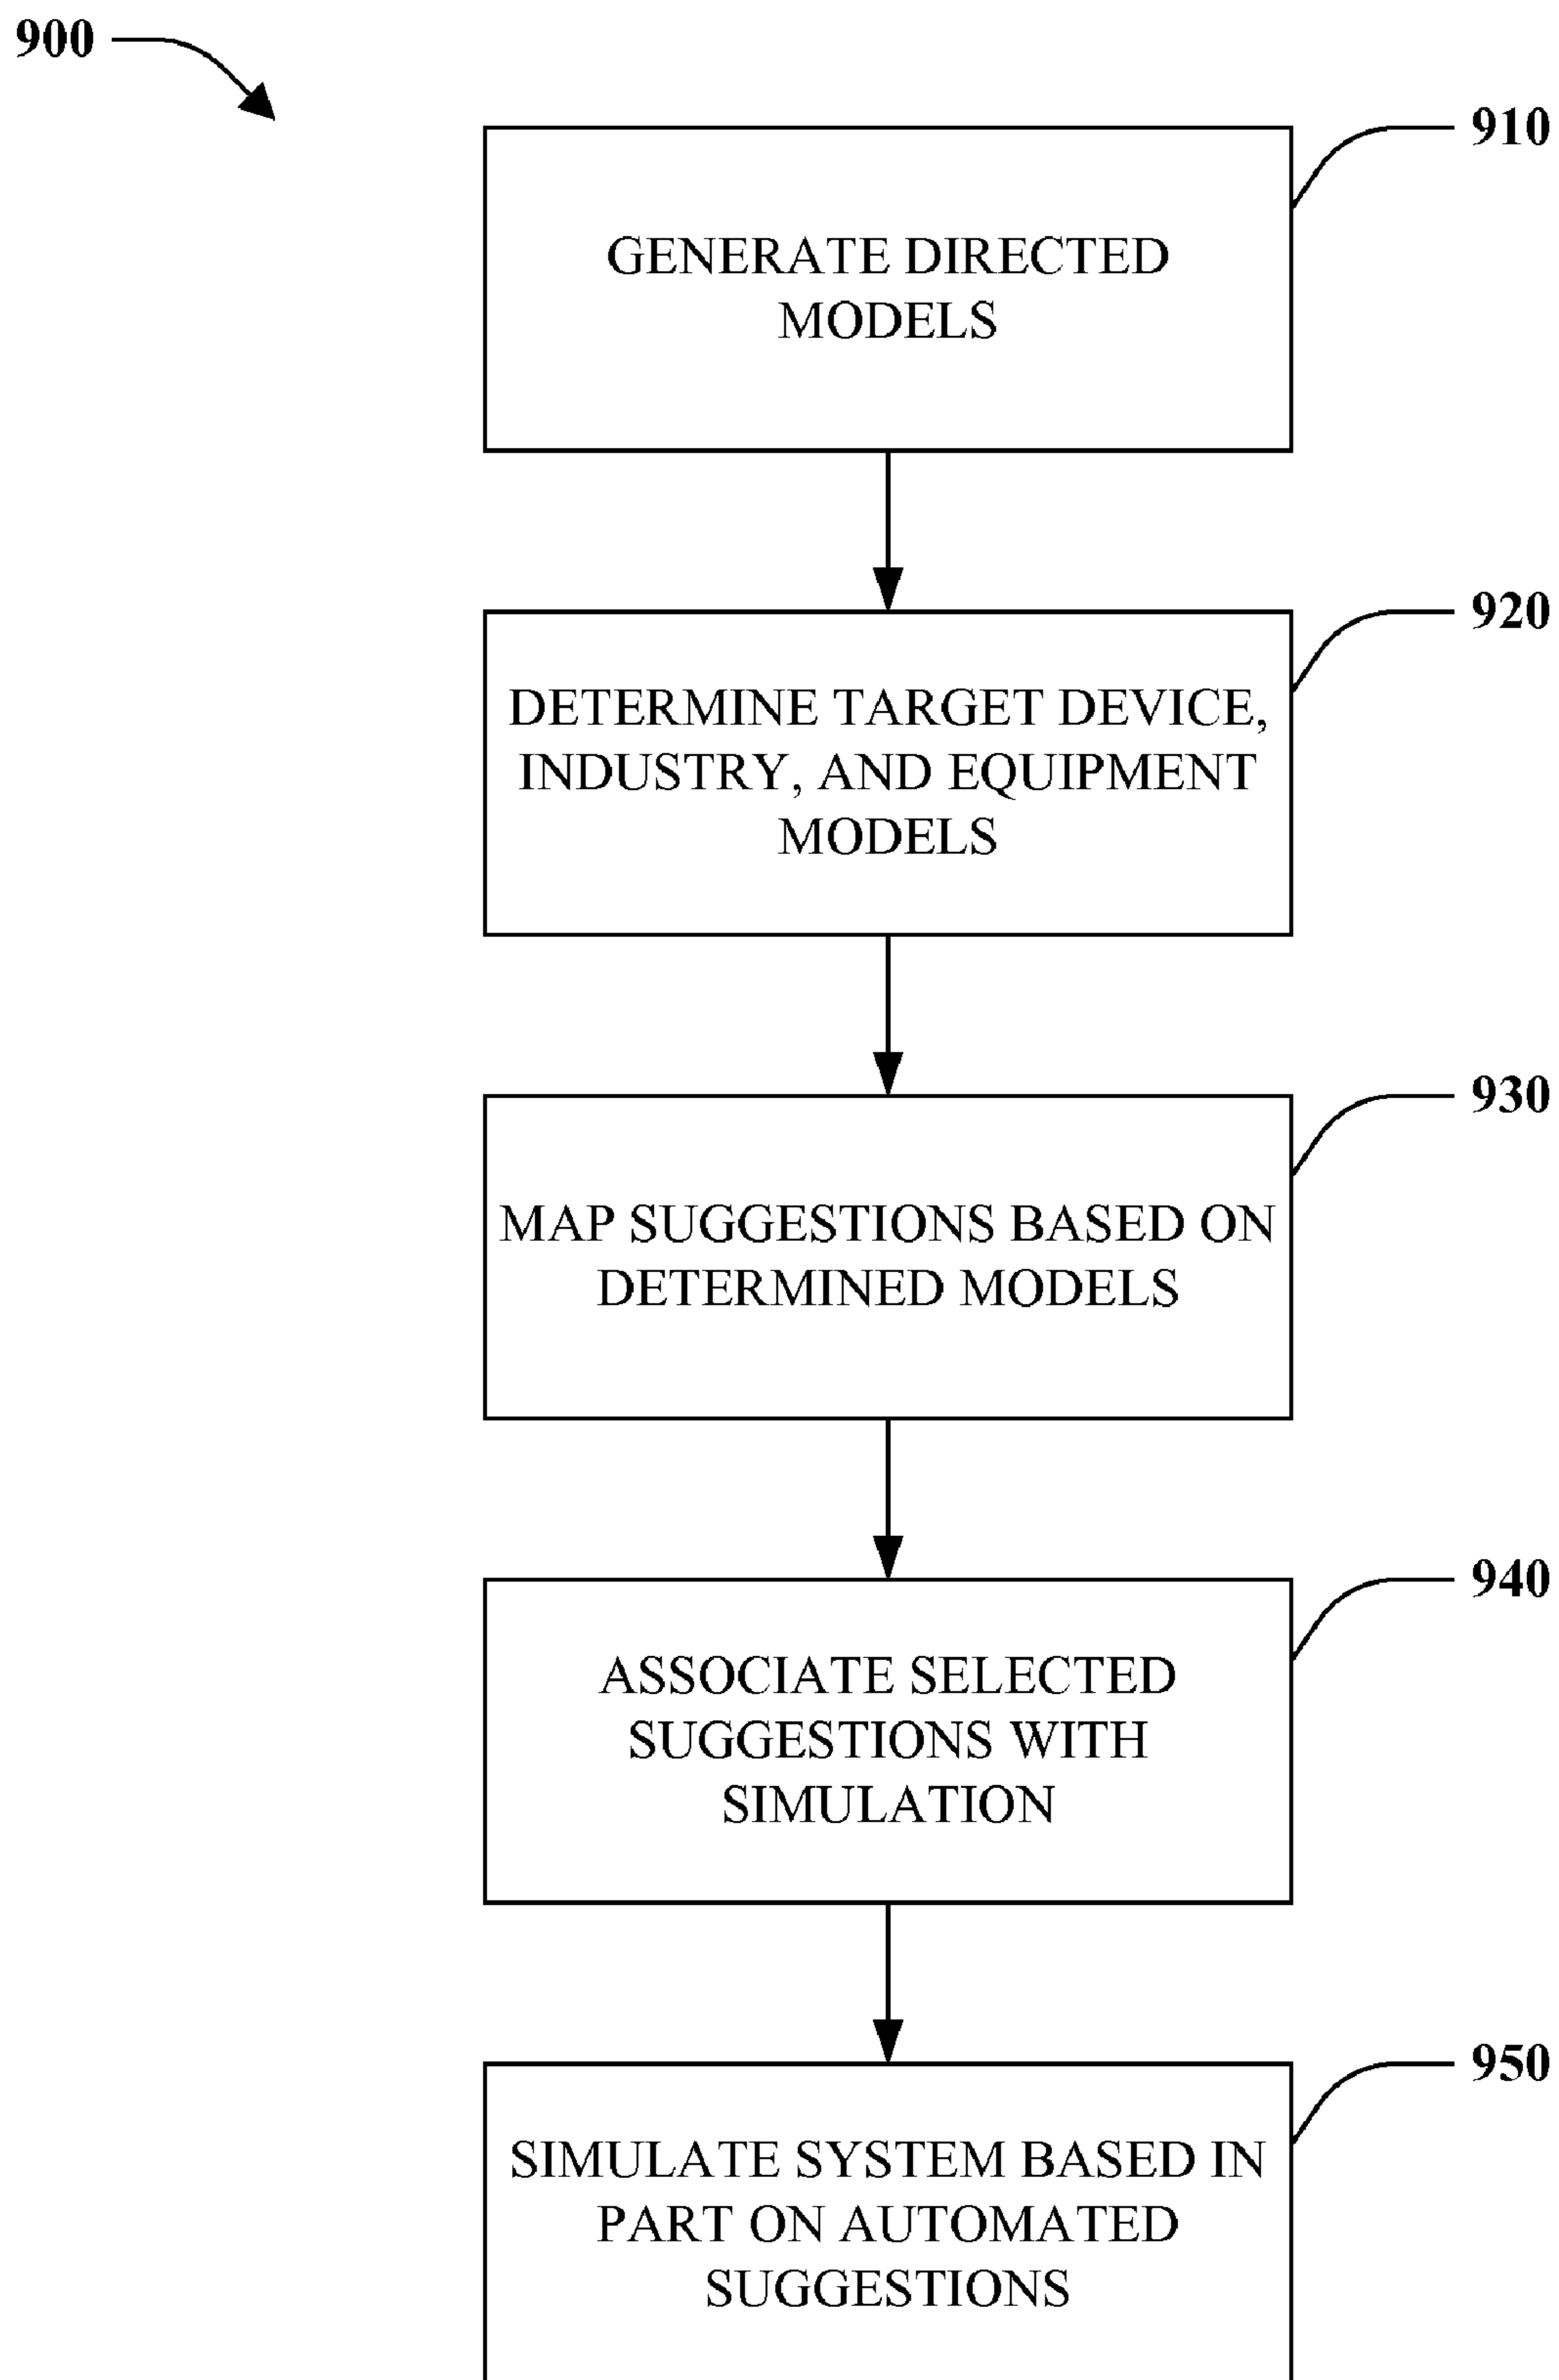 900
910
GENERATE DIRECTED
MODELS
920
DETERMINE TARGET DEVICE,
INDUSTRY, AND EQUIPMENT
MODELS
930
MAP SUGGESTIONS BASED ON
DETERMINED MODELS
940
ASSOCIATE SELECTED
SUGGESTIONS WITH
SIMULATION
950
SIMULATE SYSTEM BASED IN
PART ON AUTOMATED
SUGGESTIONS